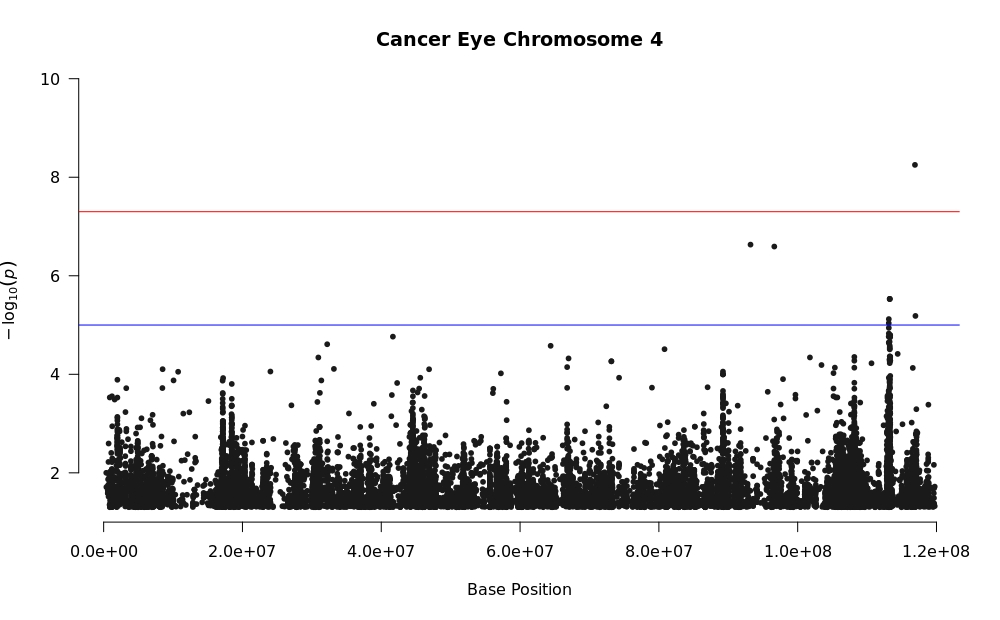 Cancer Eye Chromosome 4
10
8
6
4
2
− log10(p)
0.0e+00 2.0e+07 4.0e+07 6.0e+07 8.0e+07 1.0e+08 1.2e+08
Base Position